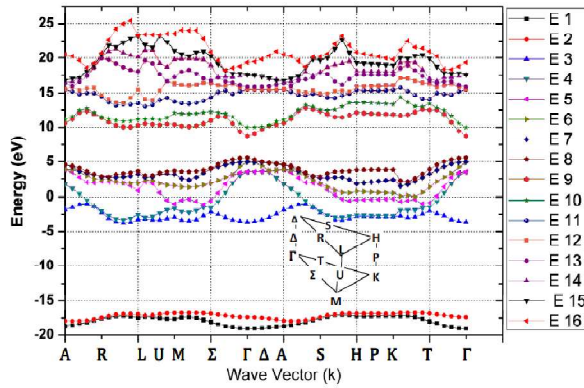 Energy (eV)
25
20
15
10
5
0
-5
-10
-15
-20
A R L U M Σ Γ Δ A S H P K T Γ
Wave Vector (k)
E 1
E 2
E 3
E 4
E 5
E 6
E 7
E 8
E 9
E 10
E 11
E 12
E 13
E 14
E 15
E 16
S
R H
Δ
L
Γ T P
Σ U K
M